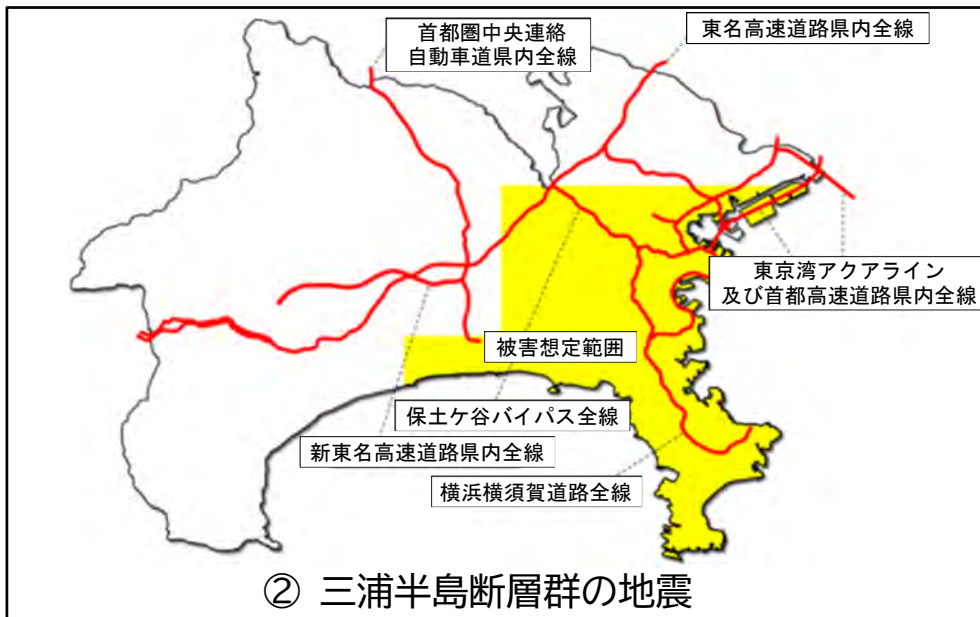 首都圏中央連絡
自動車道県内全線
東名高速道路県内全線
東京湾アクアライン
及び首都高速道路県内全線
被害想定範囲
保土ケ谷バイパス全線
新東名高速道路県内全線
横浜横須賀道路全線
② 三浦半島断層群の地震